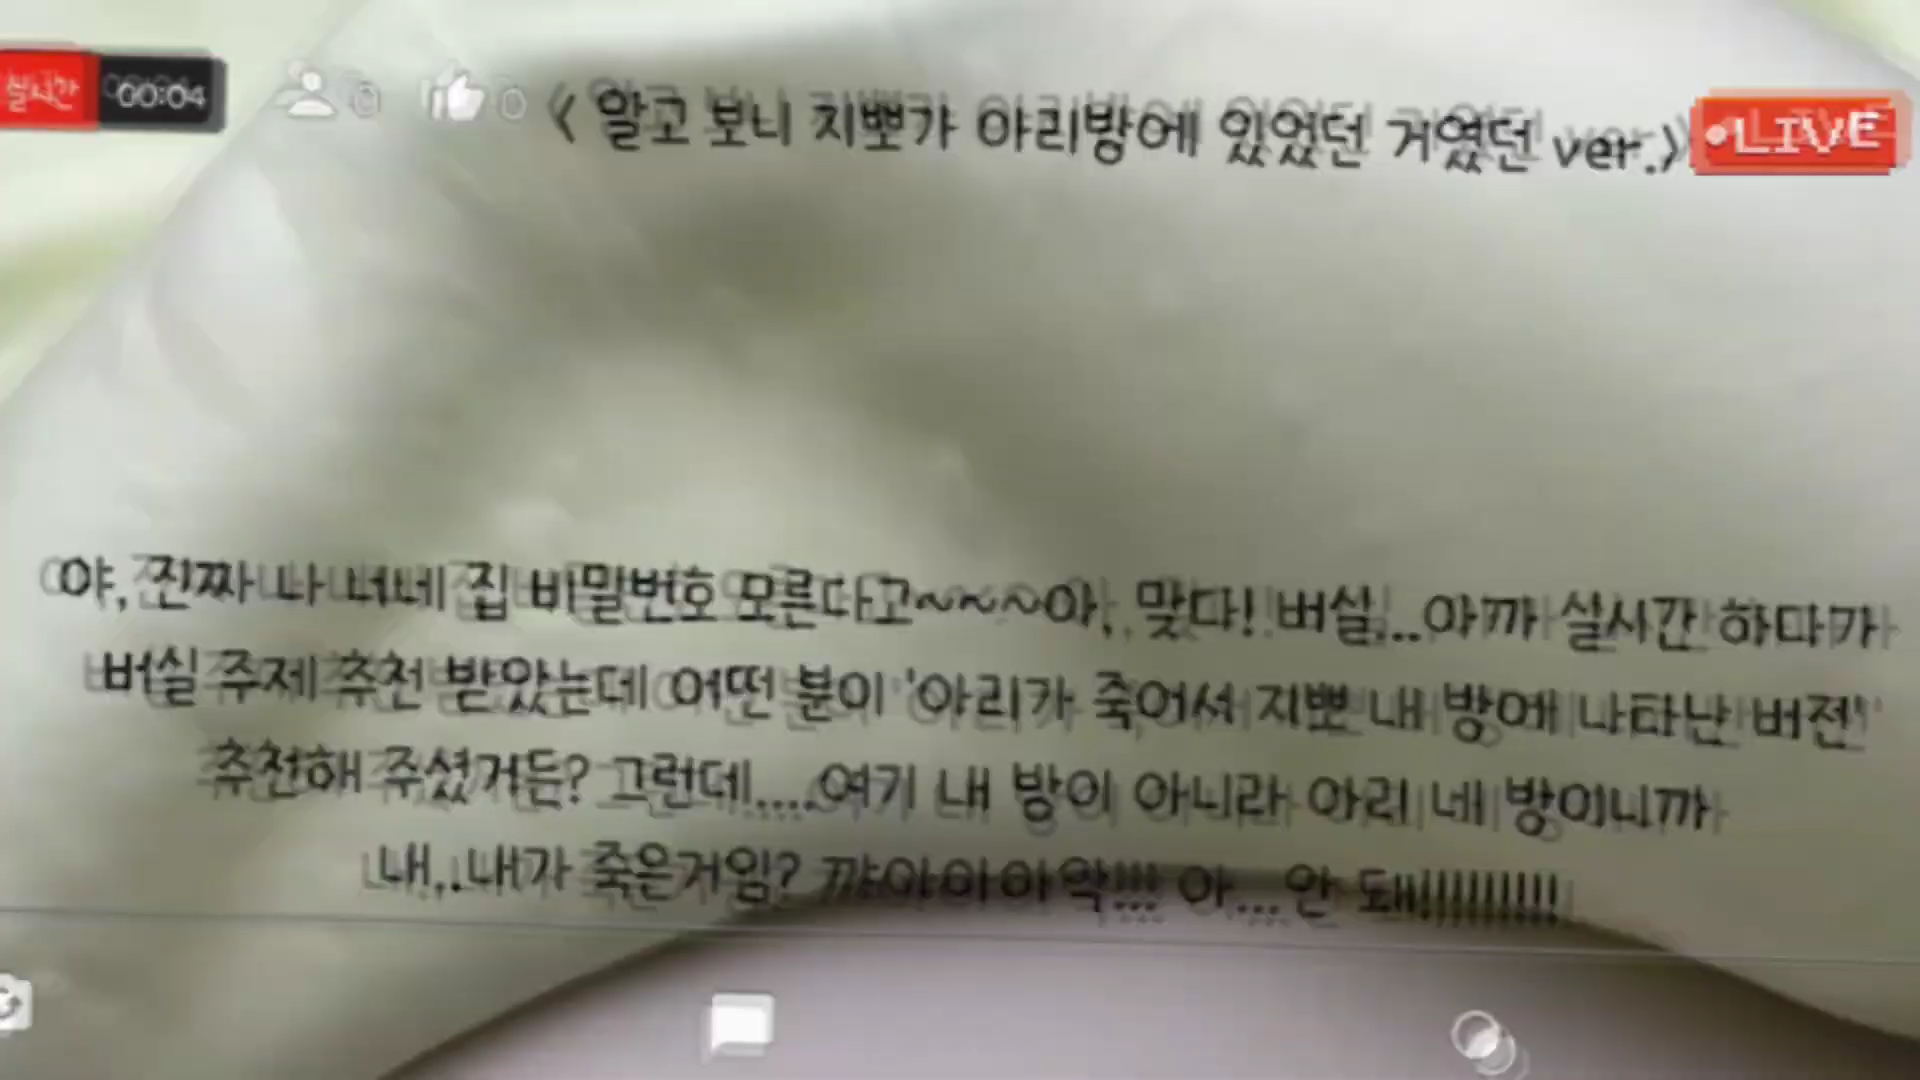 실시간 00:04 0 0 < 알고 보니 지뽀가 아리방에 있었던 거였던 ver.> •LIVE
야, 진짜 나 너네 집 비밀번호 모른다고~~~아, 맞다! 버실...아까 실시간 하다가
버실 주제 추천 받았는데 어떤 분이 '아리가 죽어서 지뽀 내 방에 나타난 버전'
추천해 주셨거든? 그런데....여기 내 방이 아니라 아리 네 방이니까
내...내가 죽은거임? 꺄아아아악!!! 아...안 돼!!!!!!!!!